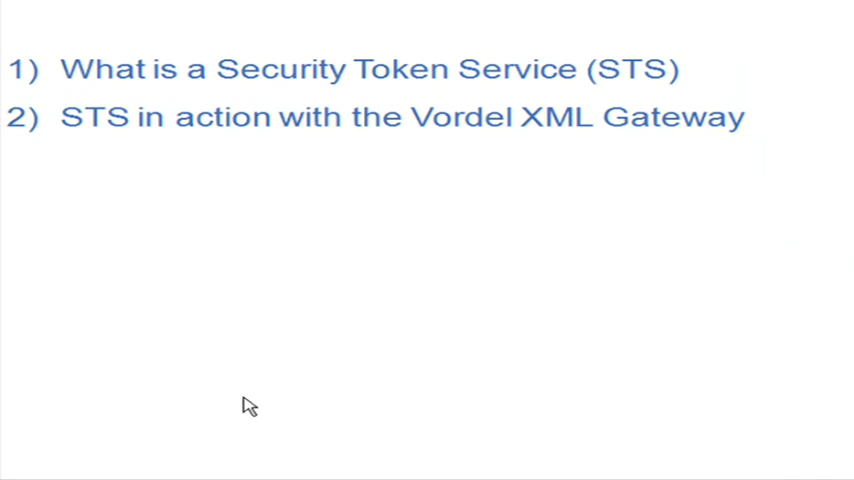 1) What is a Security Token Service (STS)
2) STS in action with the Vordel XML Gateway